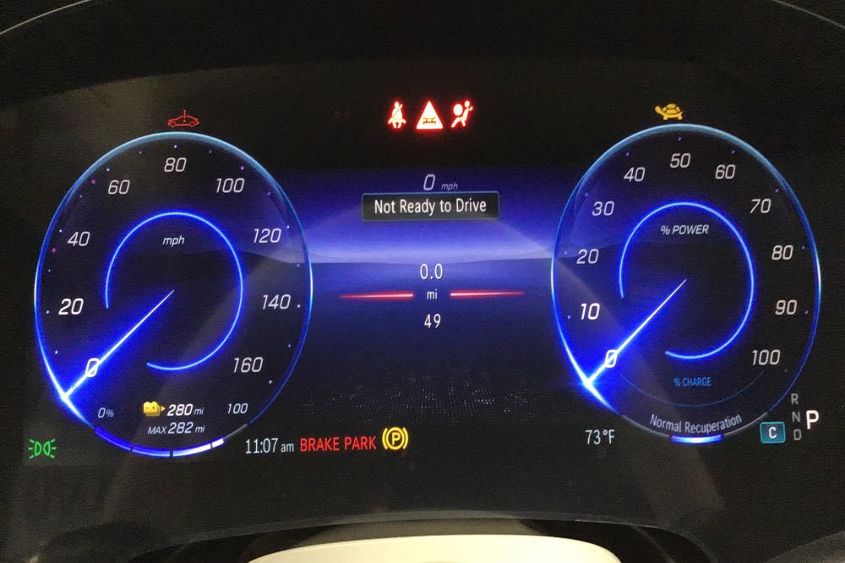 80
60
100
40
120
mph
20
140
0
160
0%
280 mi
100
MAX 282 mi
0 mph
Not Ready to Drive
0.0
mi
49
50
40
60
30
70
% POWER
20
80
10
90
0
100
% CHARGE
Normal Recuperation
11:07 am BRAKE PARK P
73°F
C
R
N
D
P